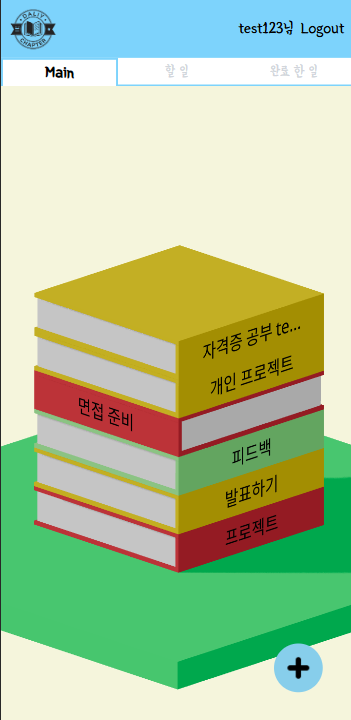 DALIY
CHAPTER
test123님 Logout
Main 할 일 완료 한 일
자격증 공부 te...
개인 프로젝트
면접 준비
피드백
발표하기
프로젝트